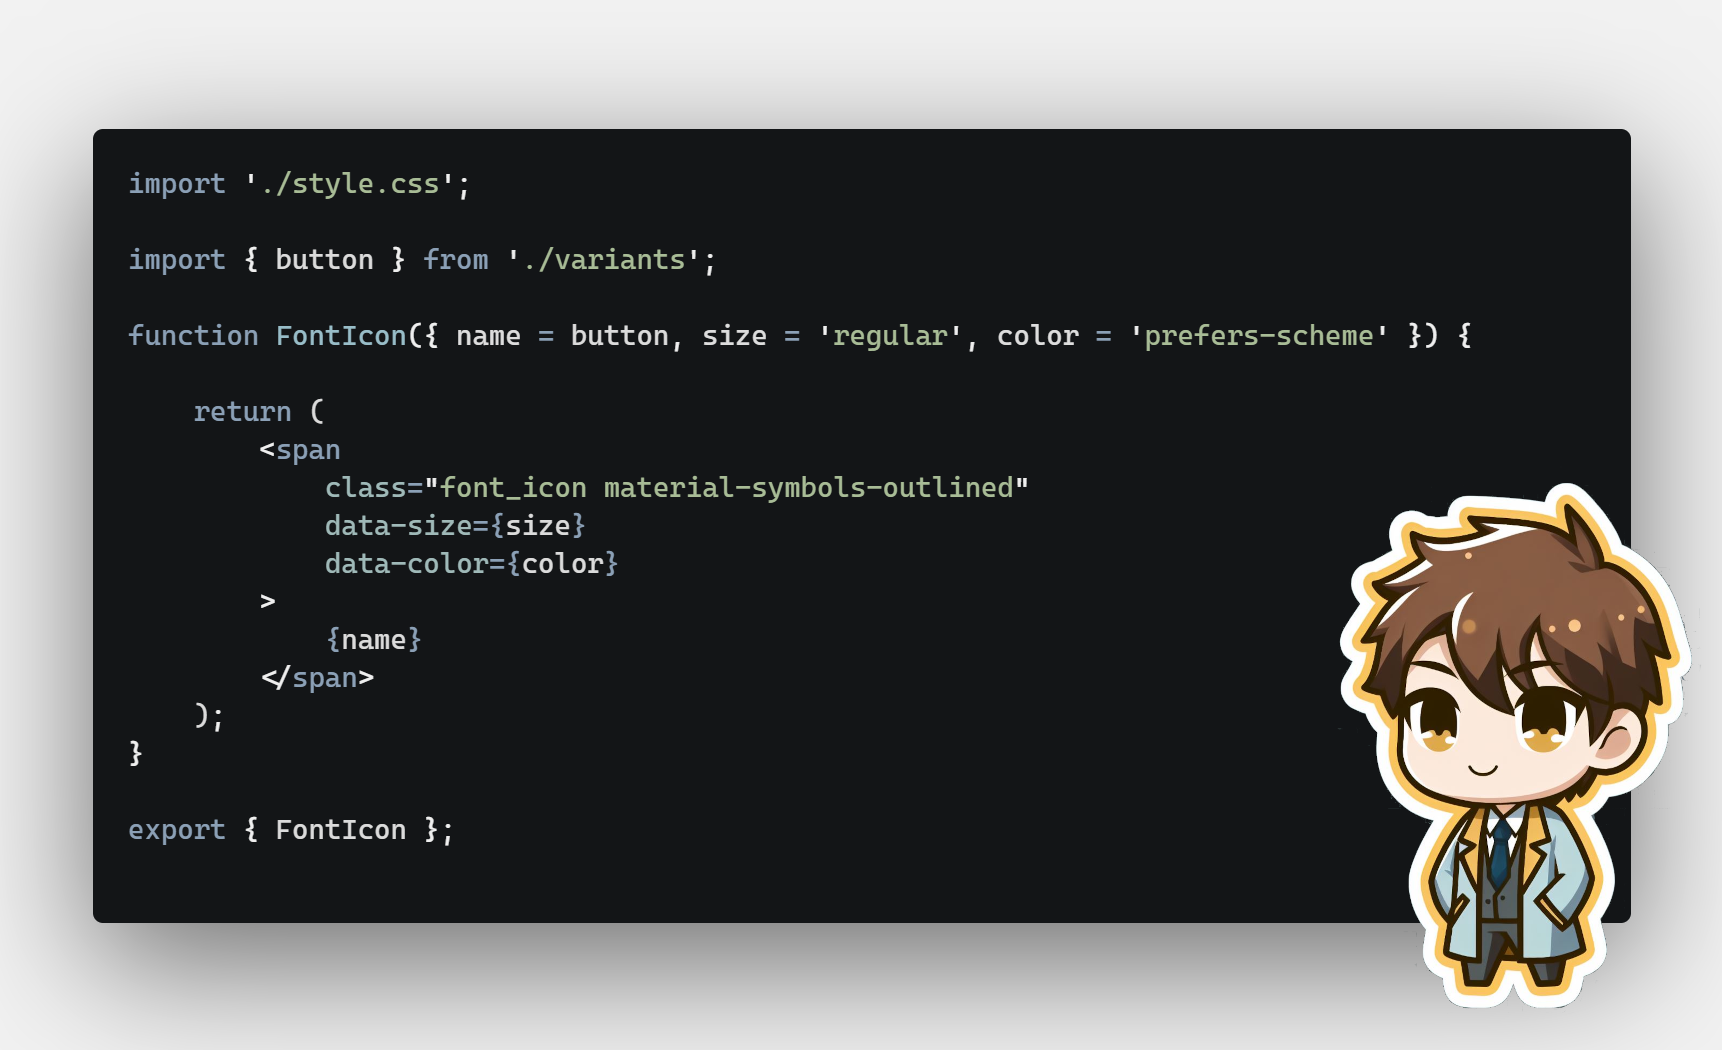 import './style.css';
import { button } from './variants';
function FontIcon({ name = button, size = 'regular', color = 'prefers-scheme' }) {
return (
<span
class="font_icon material-symbols-outlined"
data-size={size}
data-color={color}
>
{name}
</span>
);
}
export { FontIcon };